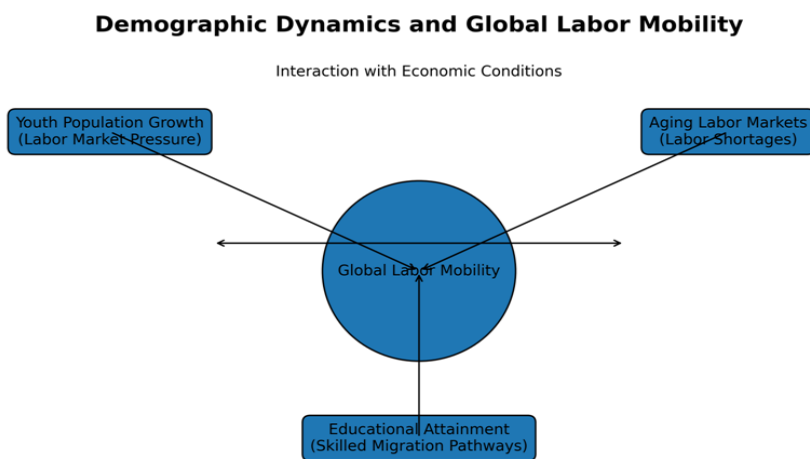 Demographic Dynamics and Global Labor Mobility
Interaction with Economic Conditions
Youth Population Growth
(Labor Market Pressure)
Aging Labor Markets
(Labor Shortages)
Global Labor Mobility
Educational Attainment
(Skilled Migration Pathways)